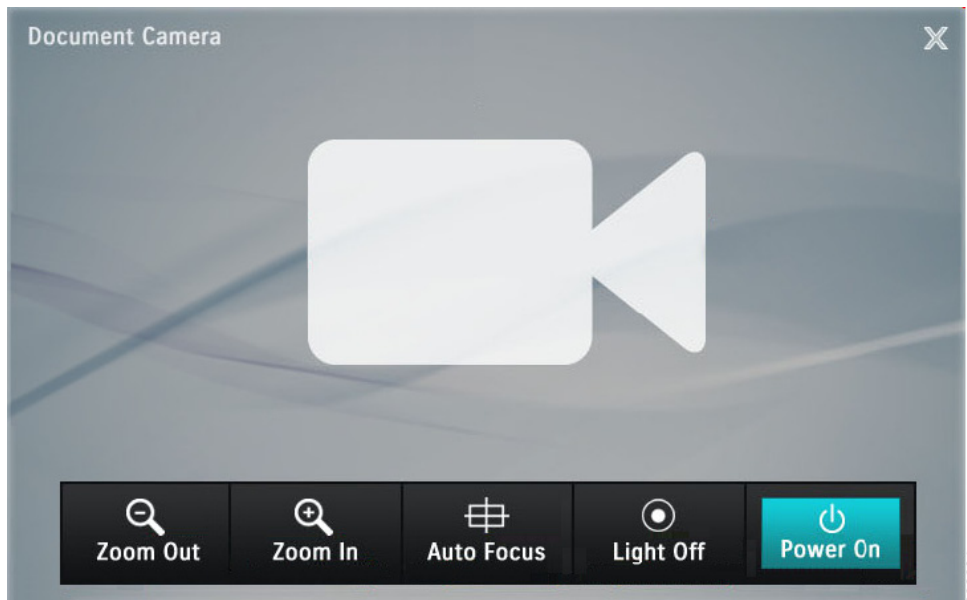 Document Camera
X
Zoom Out
Zoom In
Auto Focus
Light Off
Power On